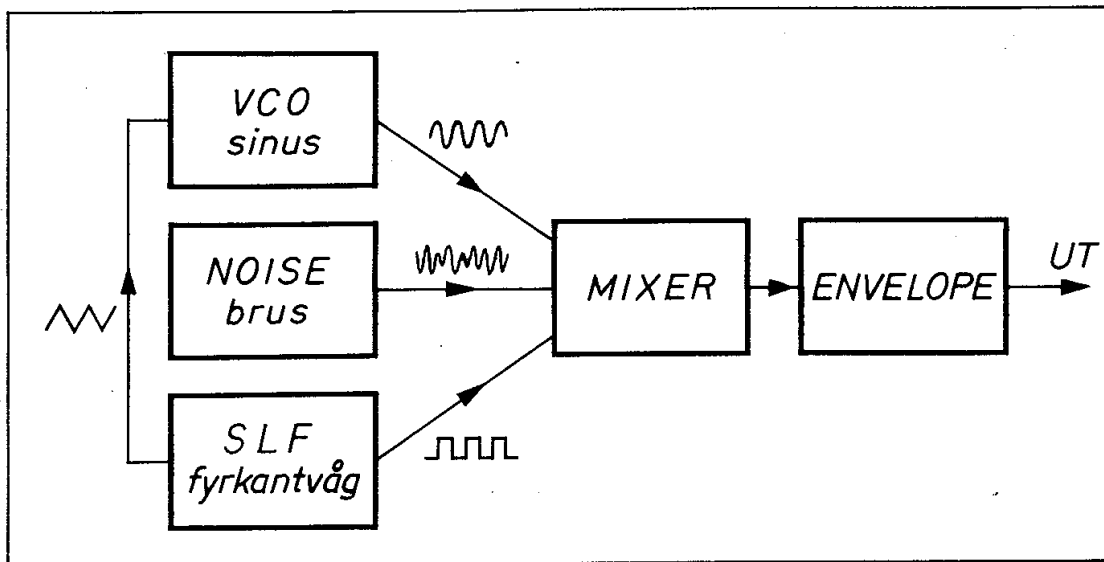 VCO
sinus
NOISE
brus
SLF
fyrkantvåg
MIXER
ENVELOPE
UT